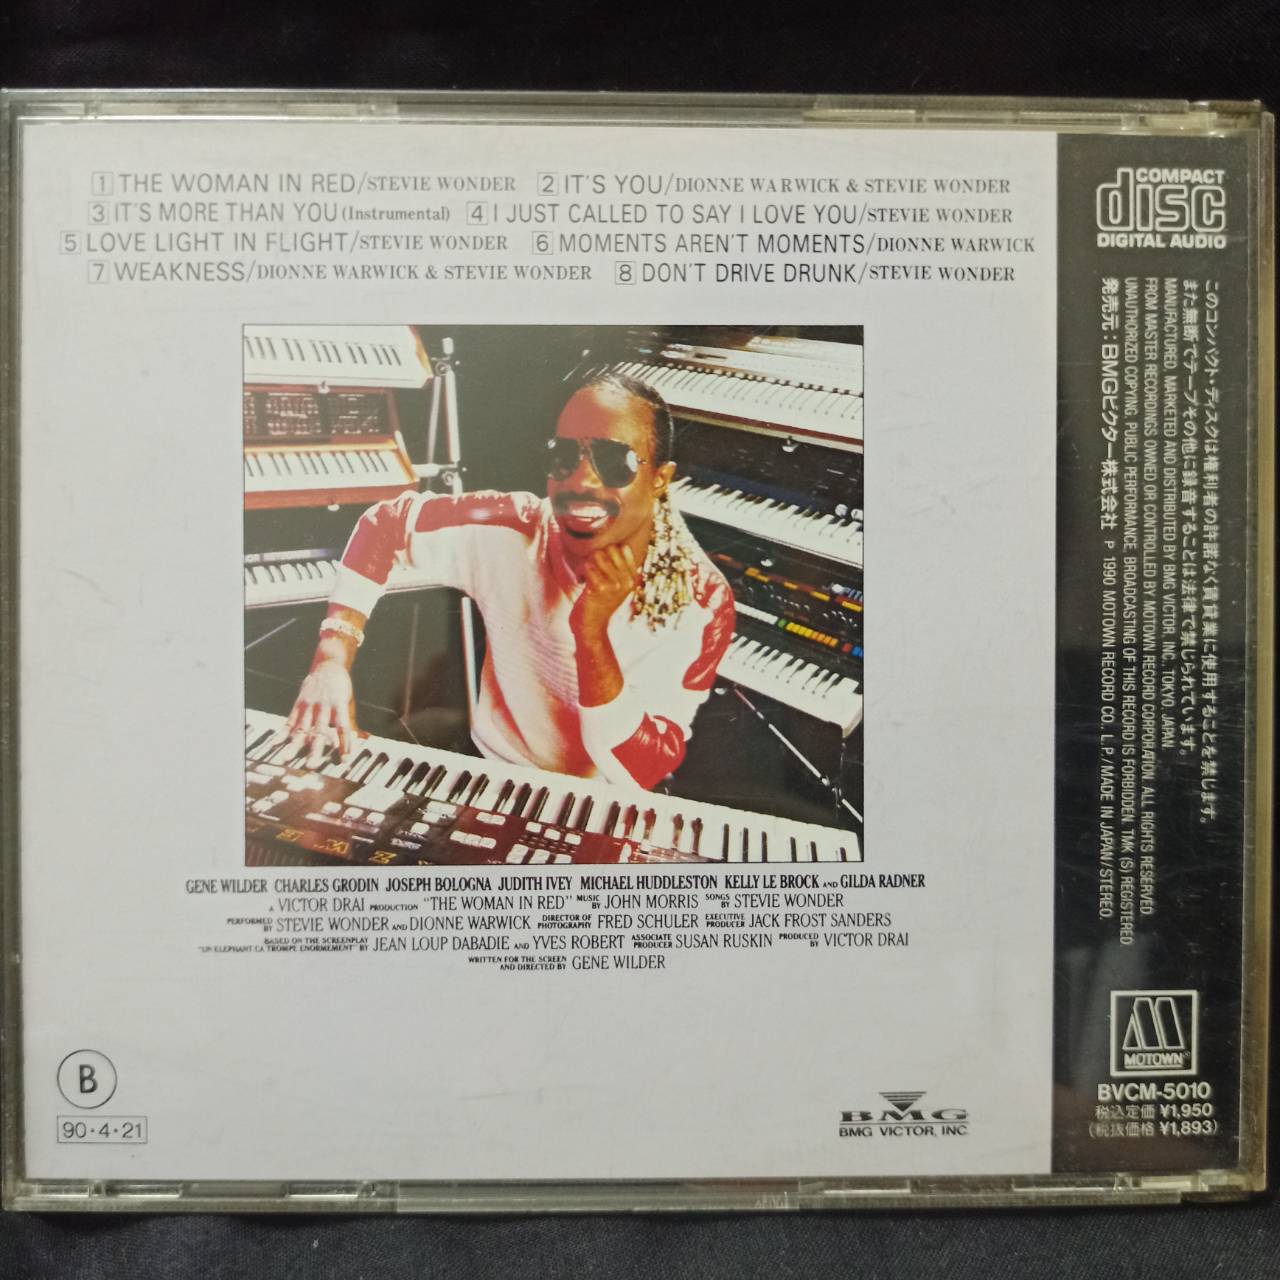 1 THE WOMAN IN RED/STEVIE WONDER 2 IT'S YOU/DIONNE WARWICK & STEVIE WONDER
3 IT'S MORE THAN YOU (Instrumental) 4 I JUST CALLED TO SAY I LOVE YOU/STEVIE WONDER
5 LOVE LIGHT IN FLIGHT/STEVIE WONDER 6 MOMENTS AREN'T MOMENTS/DIONNE WARWICK
7 WEAKNESS/DIONNE WARWICK & STEVIE WONDER 8 DON'T DRIVE DRUNK/STEVIE WONDER
GENE WILDER CHARLES GRODIN JOSEPH BOLOGNA JUDITH IVEY MICHAEL HUDDLESTON KELLY LE BROCK AND GILDA RADNER
A VICTOR DRAI PRODUCTION "THE WOMAN IN RED" MUSIC BY JOHN MORRIS SONGS BY STEVIE WONDER
PERFORMED BY STEVIE WONDER AND DIONNE WARWICK DIRECTOR OF PHOTOGRAPHY FRED SCHULER EXECUTIVE PRODUCER JACK FROST SANDERS
BASED ON THE SCREENPLAY "UN ELEPHANT CA TROMPE ENORMEMENT" BY JEAN LOUP DABADIE AND YVES ROBERT ASSOCIATE PRODUCER SUSAN RUSKIN PRODUCED BY VICTOR DRAI
WRITTEN FOR THE SCREEN AND DIRECTED BY GENE WILDER
B
90・4・21
BMG
BMG VICTOR, INC.
COMPACT
disc
DIGITAL AUDIO
このコンパクト・ディスクは権利者の許諾なく賃貸業に使用することを禁じます。
また無断でテープその他に録音することは法律で禁じられています。
MANUFACTURED, MARKETED AND DISTRIBUTED BY BMG VICTOR, INC., TOKYO, JAPAN.
FROM MASTER RECORDINGS OWNED OR CONTROLLED BY MOTOWN RECORD CORPORATION. ALL RIGHTS RESERVED
UNAUTHORIZED COPYING, PUBLIC PERFORMANCE, BROADCASTING OF THIS RECORD IS FORBIDDEN. TMK (S) REGISTERED
発売元：BMGビクター株式会社 P 1990 MOTOWN RECORD CO. L.P./MADE IN JAPAN/STEREO.
M
MOTOWN®
BVCM-5010
税込定価 ¥1,950
(税抜価格 ¥1,893)